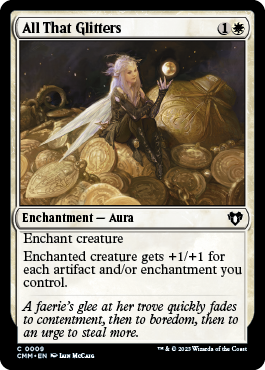 All That Glitters 1
Enchantment — Aura
Enchant creature
Enchanted creature gets +1/+1 for
each artifact and/or enchantment you
control.
A faerie's glee at her trove quickly fades
to contentment, then to boredom, then to
an urge to steal more.
C 0009
CMM • EN Iain McCaig
™ & © 2023 Wizards of the Coast